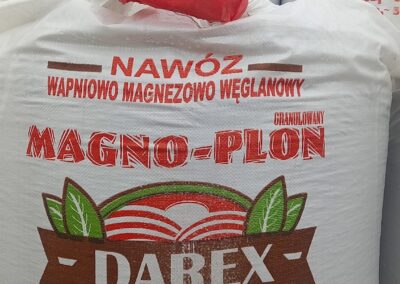 NAWÓZ
WAPNIOWO MAGNEZOWO WĘGLANOWY
GRANULOWANY
MAGNO-PLON
- DAREX -